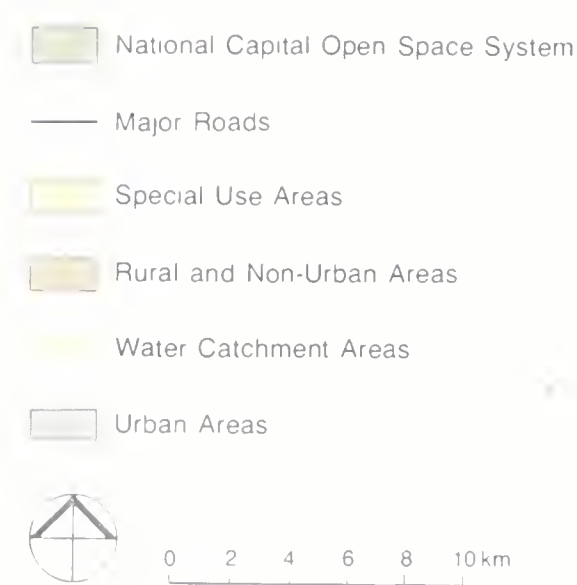 National Capital Open Space System
Major Roads
Special Use Areas
Rural and Non-Urban Areas
Water Catchment Areas
Urban Areas
0 2 4 6 8 10 km